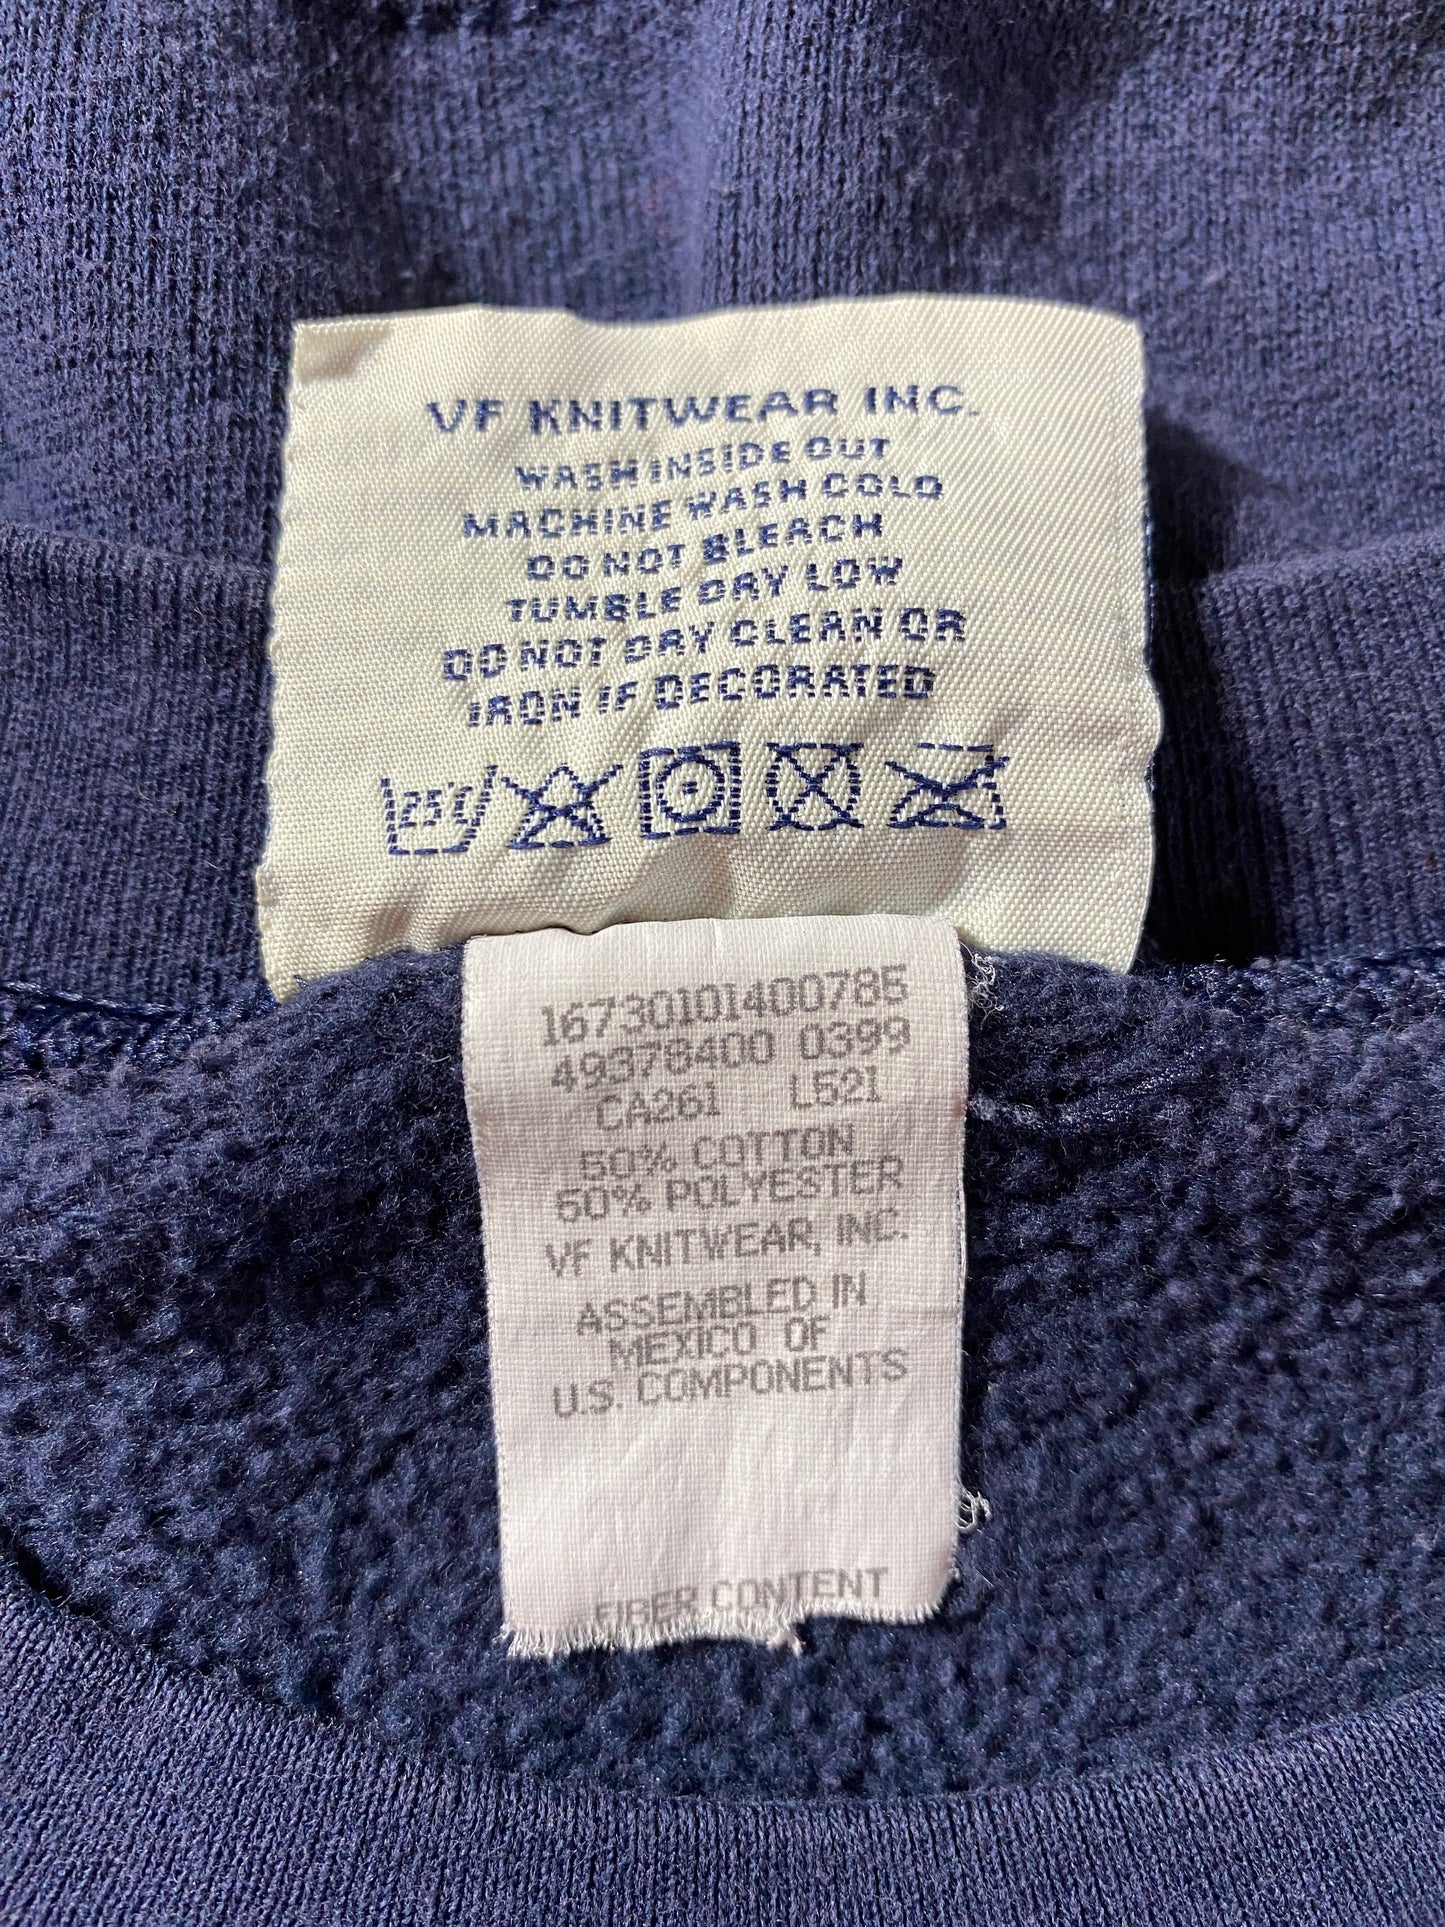 VF KNITWEAR INC.
WASH INSIDE OUT
MACHINE WASH COLD
DO NOT BLEACH
TUMBLE DRY LOW
DO NOT DRY CLEAN OR
IRON IF DECORATED
25°C
16730101400785
49378400 0399
CA261 L521
50% COTTON
50% POLYESTER
VF KNITWEAR, INC.
ASSEMBLED IN
MEXICO OF
U.S. COMPONENTS
FIBER CONTENT